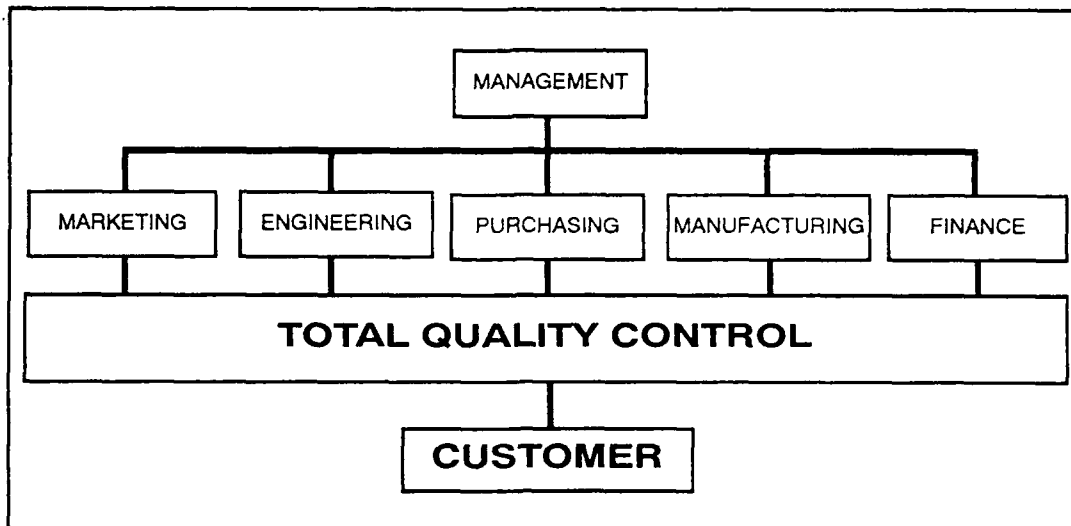 MANAGEMENT
MARKETING
ENGINEERING
PURCHASING
MANUFACTURING
FINANCE
TOTAL QUALITY CONTROL
CUSTOMER